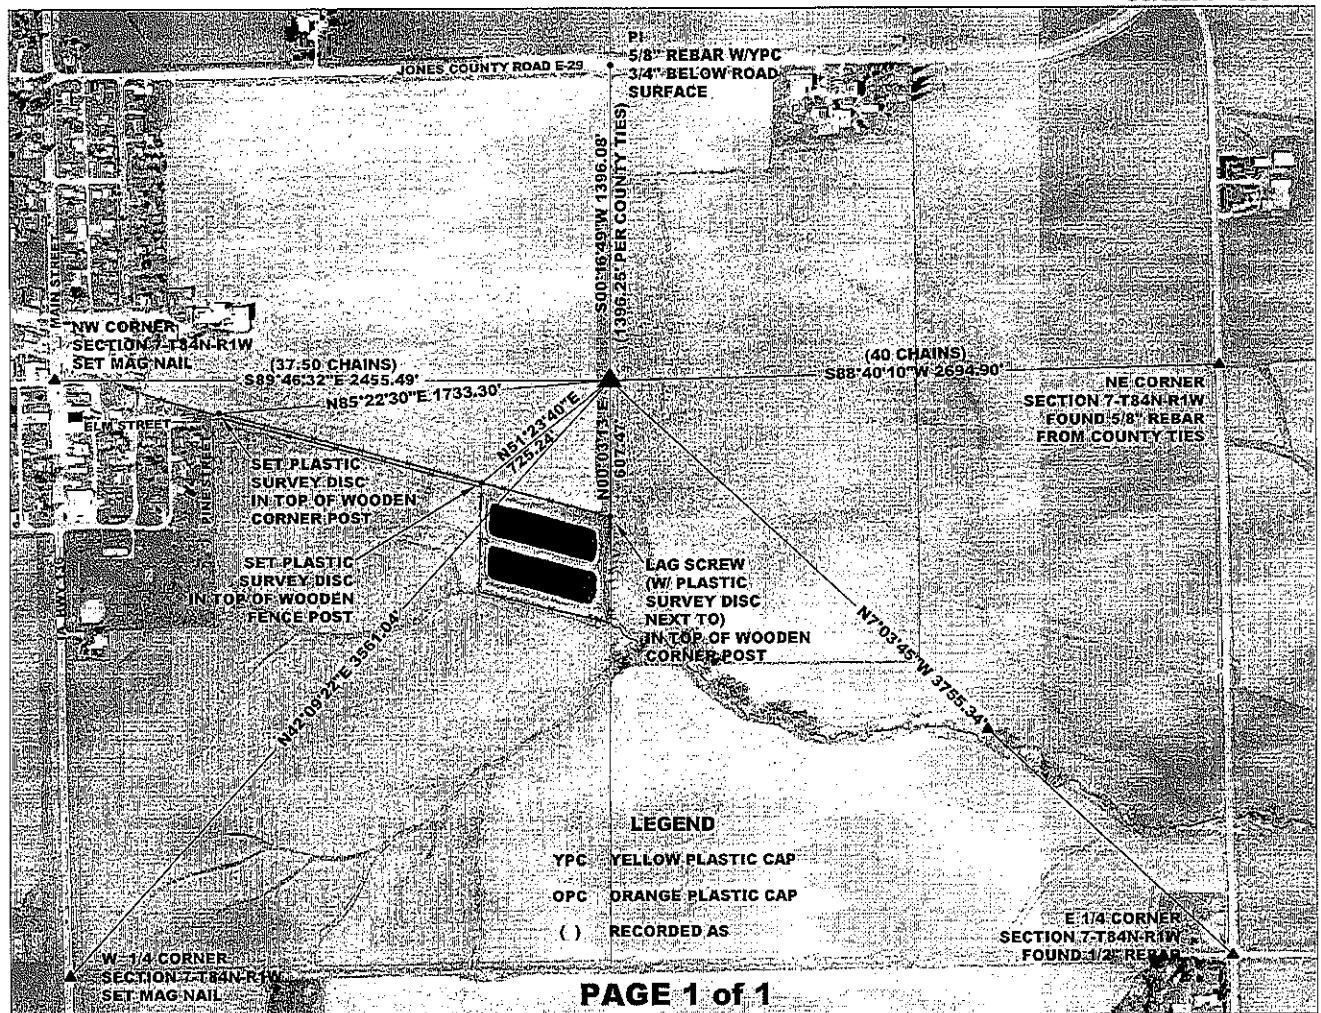 PI
5/8" REBAR W/YPC
3/4" BELOW ROAD
SURFACE
JONES COUNTY ROAD E-29
S00°16'49"W 1396.08'
(1396.25' PER COUNTY TIES)
MAIN STREET
NW CORNER
SECTION 7-T84N-R1W
SET MAG NAIL
(37.50 CHAINS)
S89°46'32"E 2455.49'
N85°22'30"E 1733.30'
(40 CHAINS)
S88°40'10"W 2694.90'
NE CORNER
SECTION 7-T84N-R1W
FOUND 5/8" REBAR
FROM COUNTY TIES
ELM STREET
PINE STREET
N51°23'40"E
725.24'
N00°03'13"E
607.47'
SET PLASTIC
SURVEY DISC
IN TOP OF WOODEN
CORNER POST
SET PLASTIC
SURVEY DISC
IN TOP OF WOODEN
FENCE POST
LAG SCREW
(W/ PLASTIC
SURVEY DISC
NEXT TO)
IN TOP OF WOODEN
CORNER POST
N42°09'22"E 3561.04'
N7°03'45"W 3755.34'
LEGEND
YPC YELLOW PLASTIC CAP
OPC ORANGE PLASTIC CAP
( ) RECORDED AS
W 1/4 CORNER
SECTION 7-T84N-R1W
SET MAG NAIL
E 1/4 CORNER
SECTION 7-T84N-R1W
FOUND 1/2" REBAR
PAGE 1 of 1